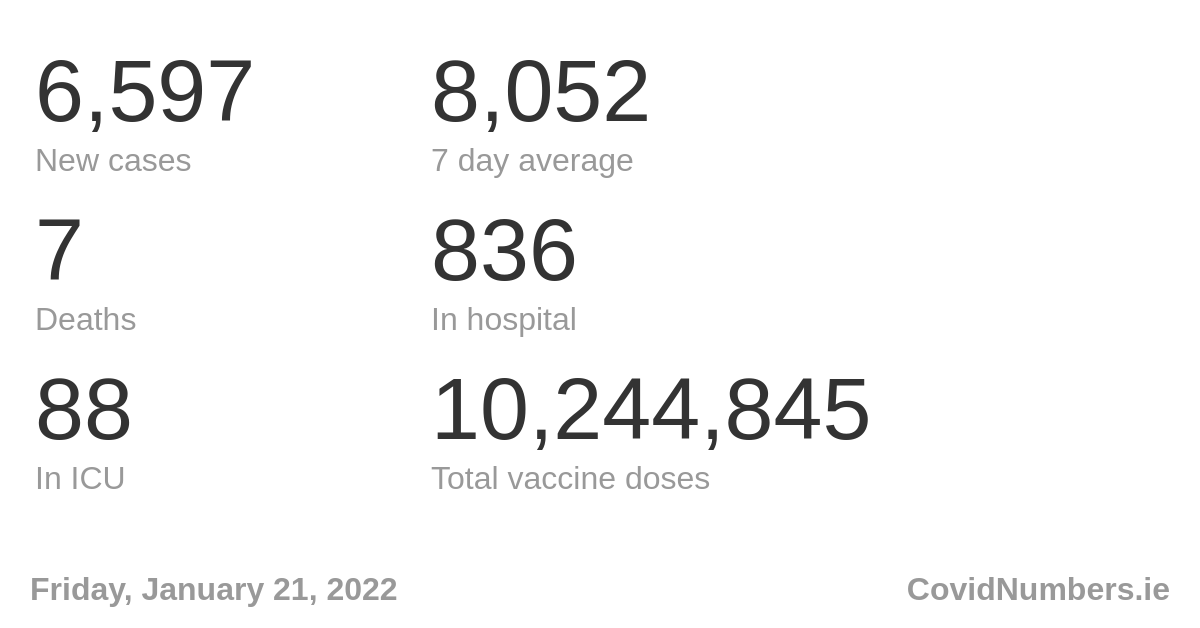 6,597
8,052
New cases
7 day average
7
836
Deaths
In hospital
88
10,244,845
In ICU
Total vaccine doses
Friday, January 21, 2022
CovidNumbers.ie